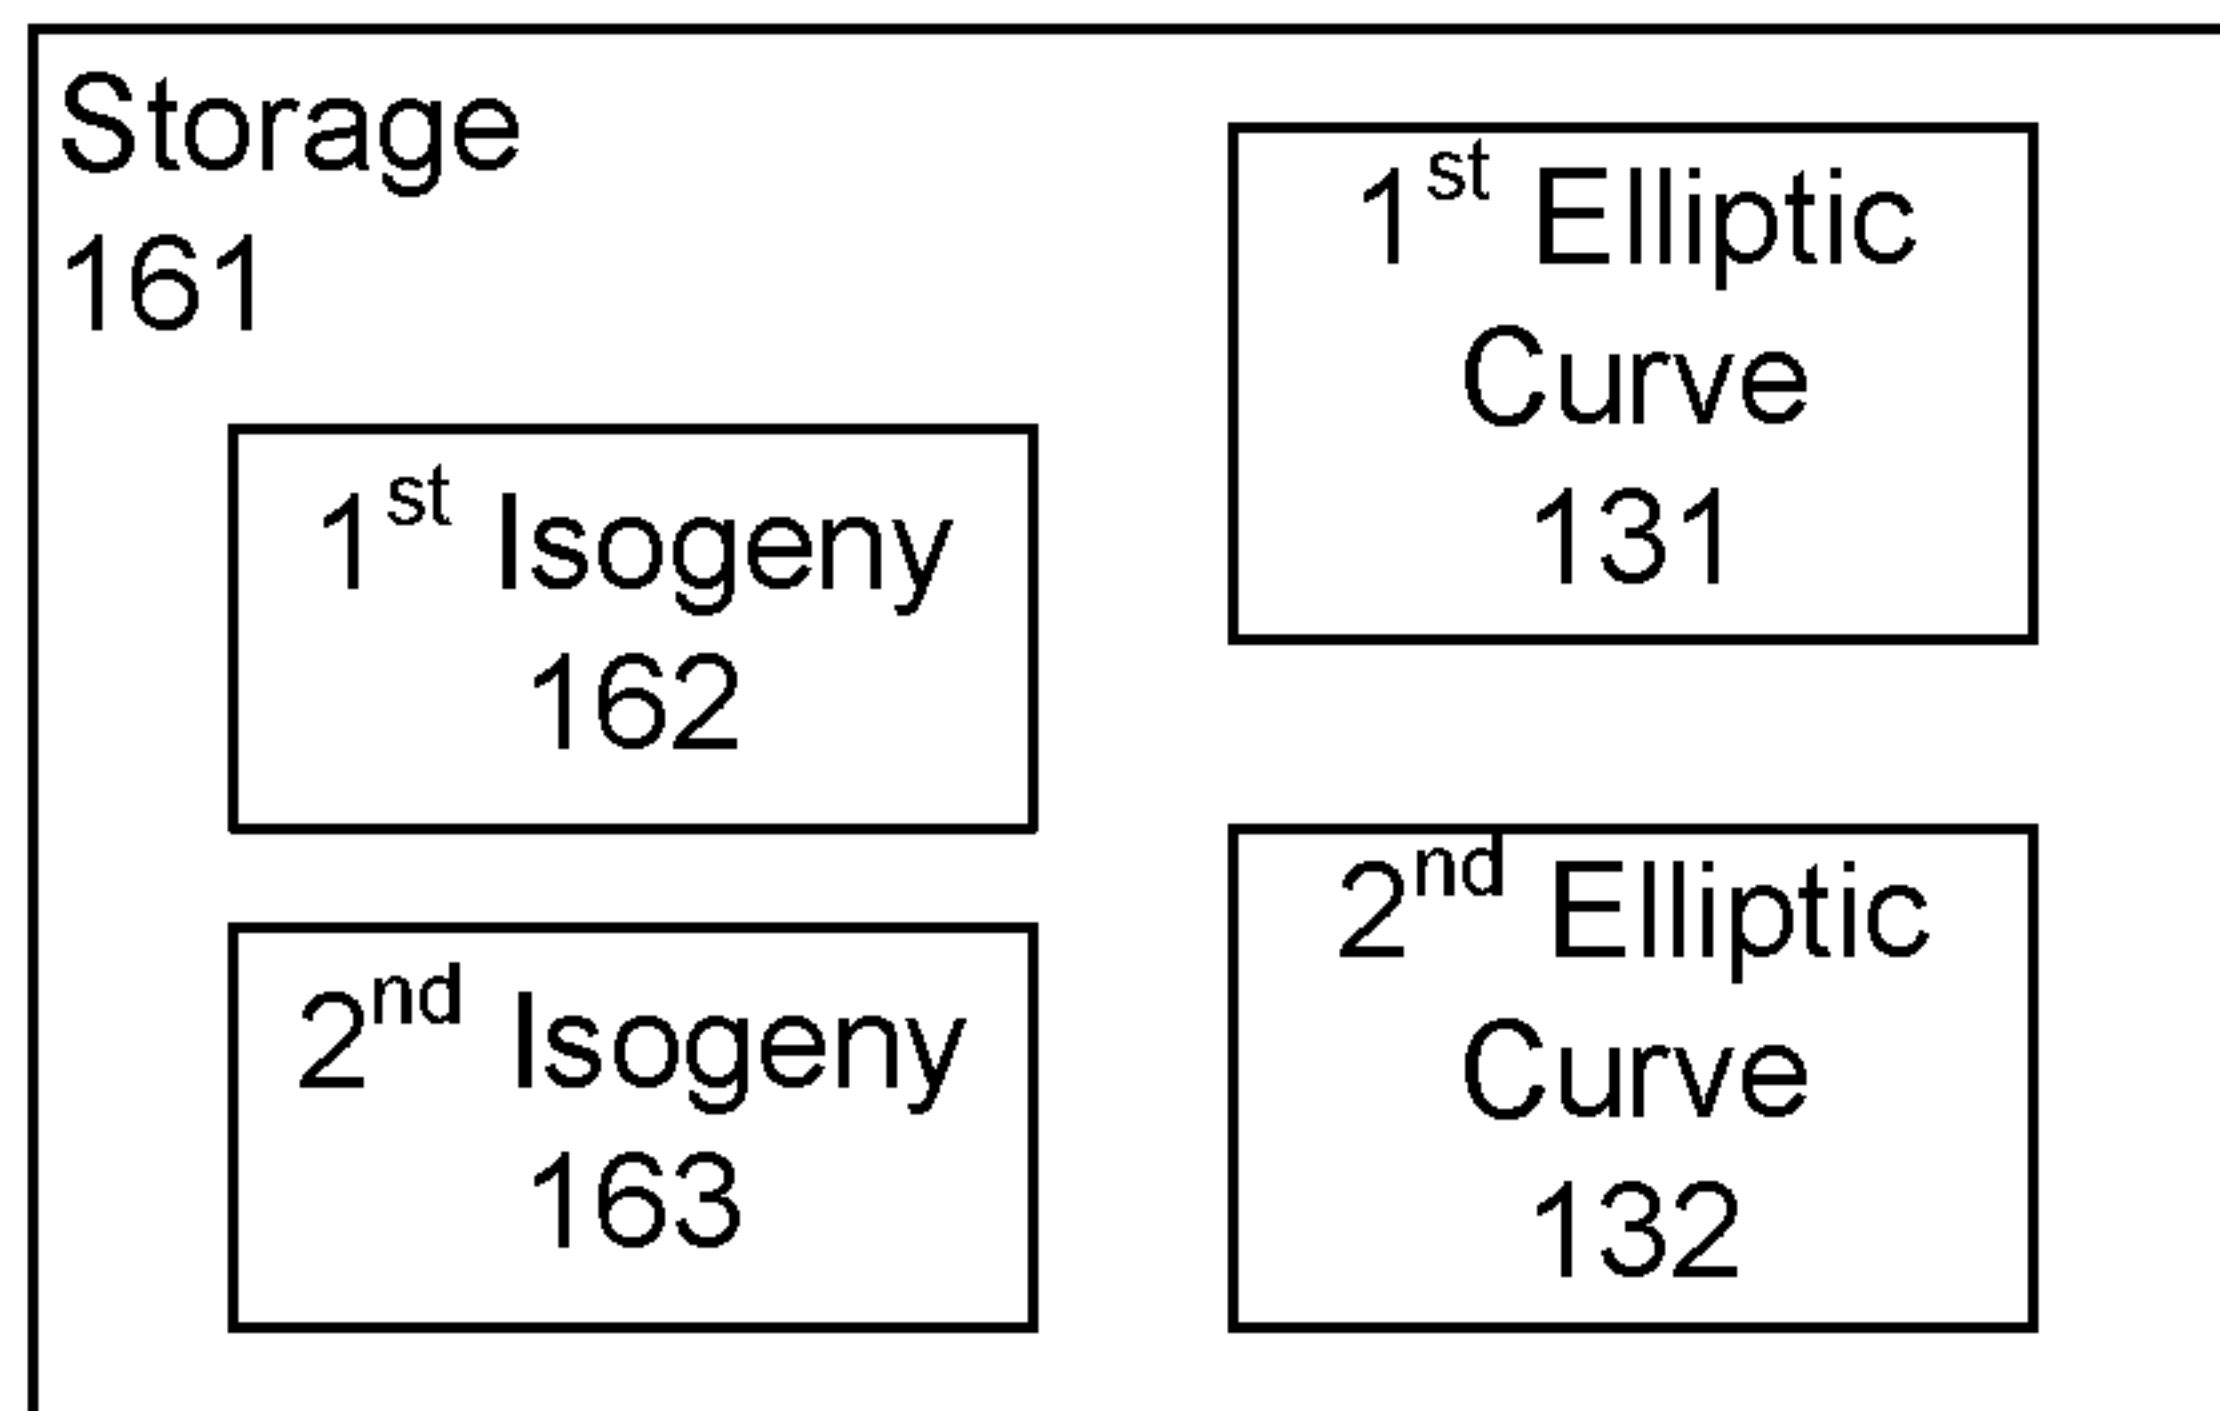 Storage
161
1st Isogeny
162
2nd Isogeny
163
1st Elliptic
Curve
131
2nd Elliptic
Curve
132